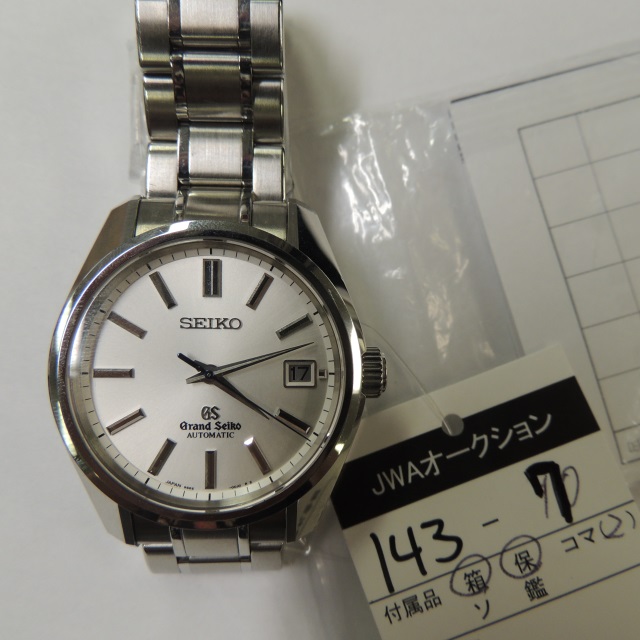 SEIKO
17
GS
Grand Seiko
AUTOMATIC
JAPAN
JWAオークション
143-7
付属品 箱 保 コマ(2)
ソ 鑑